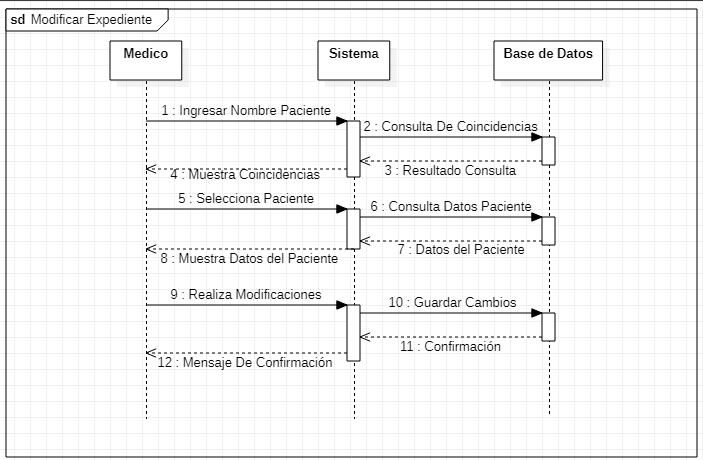 sd Modificar Expediente
Medico
Sistema
Base de Datos
1 : Ingresar Nombre Paciente
2 : Consulta De Coincidencias
3 : Resultado Consulta
4 : Muestra Coincidencias
5 : Selecciona Paciente
6 : Consulta Datos Paciente
7 : Datos del Paciente
8 : Muestra Datos del Paciente
9 : Realiza Modificaciones
10 : Guardar Cambios
11 : Confirmación
12 : Mensaje De Confirmación